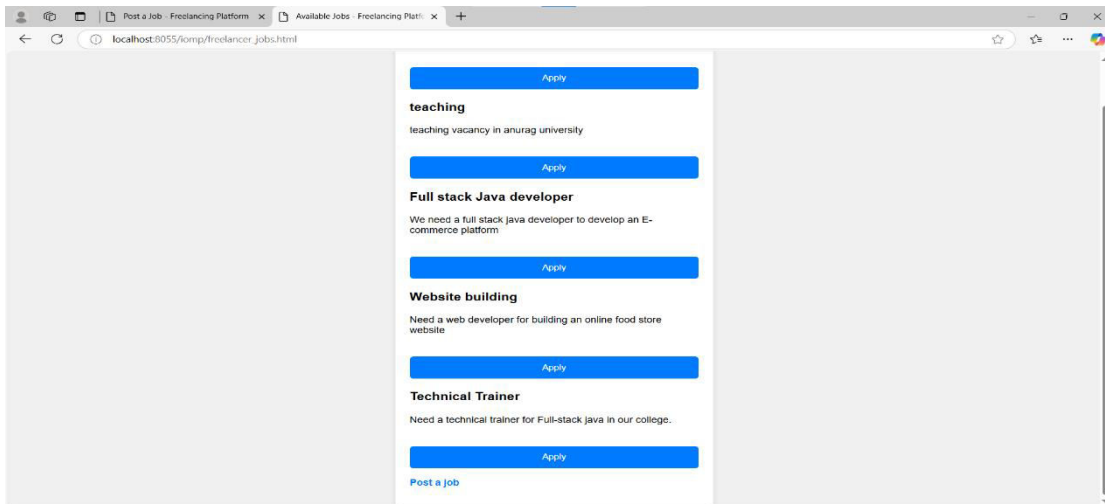 Post a Job - Freelancing Platform
Available Jobs - Freelancing Platf
localhost:8055/iomp/freelancer_jobs.html
Apply
teaching
teaching vacancy in anurag university
Apply
Full stack Java developer
We need a full stack java developer to develop an E-
commerce platform
Apply
Website building
Need a web developer for building an online food store
website
Apply
Technical Trainer
Need a technical trainer for Full-stack java in our college.
Apply
Post a job